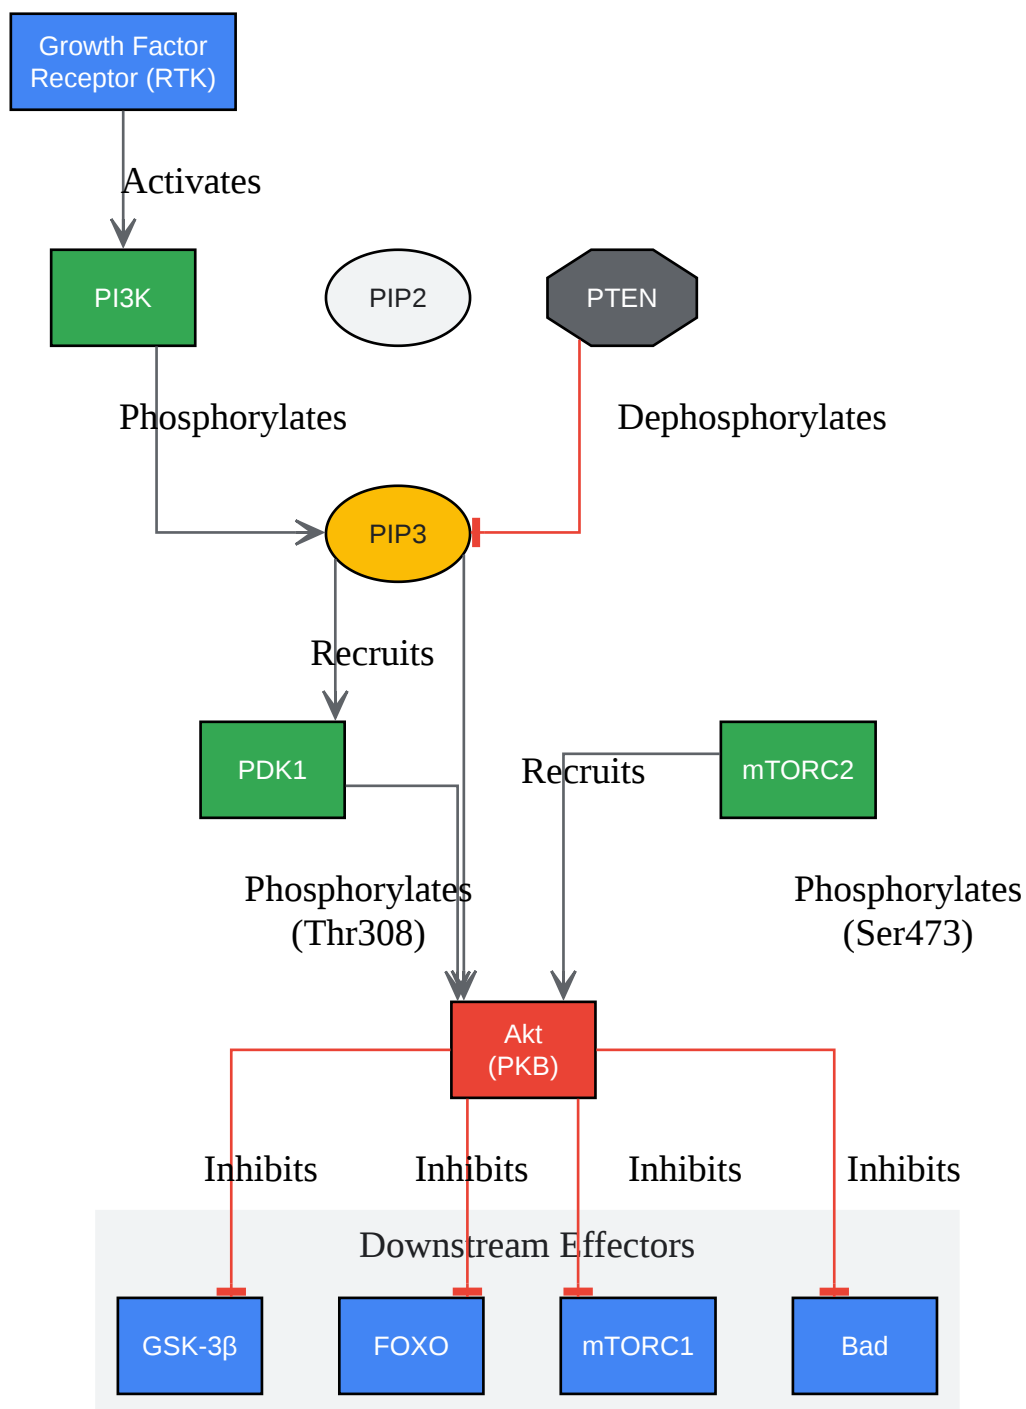 Growth Factor
Receptor (RTK)
Activates
PI3K
PIP2
PTEN
Phosphorylates
Dephosphorylates
PIP3
Recruits
PDK1
Recruits
mTORC2
Phosphorylates
(Thr308)
Phosphorylates
(Ser473)
Akt
(PKB)
Inhibits
Inhibits
Inhibits
Inhibits
Downstream Effectors
GSK-3β
FOXO
mTORC1
Bad